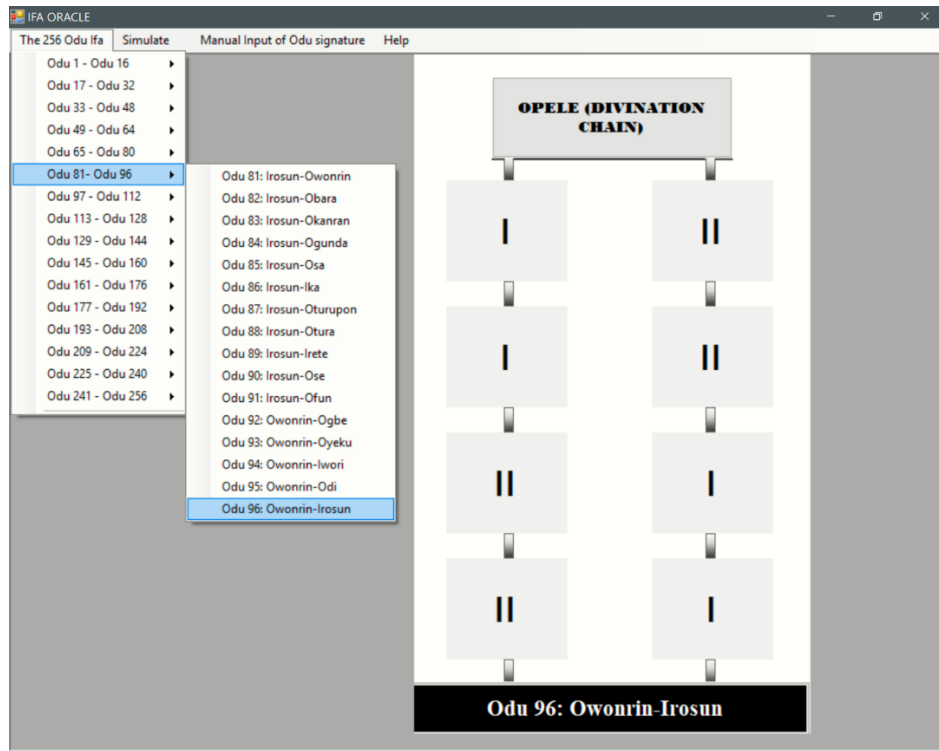 IFA ORACLE
The 256 Odu Ifa Simulate Manual Input of Odu signature Help
Odu 1 - Odu 16
Odu 17 - Odu 32
Odu 33 - Odu 48
Odu 49 - Odu 64
Odu 65 - Odu 80
Odu 81- Odu 96
Odu 97 - Odu 112
Odu 113 - Odu 128
Odu 129 - Odu 144
Odu 145 - Odu 160
Odu 161 - Odu 176
Odu 177 - Odu 192
Odu 193 - Odu 208
Odu 209 - Odu 224
Odu 225 - Odu 240
Odu 241 - Odu 256
Odu 81: Irosun-Owonrin
Odu 82: Irosun-Obara
Odu 83: Irosun-Okanran
Odu 84: Irosun-Ogunda
Odu 85: Irosun-Osa
Odu 86: Irosun-Ika
Odu 87: Irosun-Oturupon
Odu 88: Irosun-Otura
Odu 89: Irosun-Irete
Odu 90: Irosun-Ose
Odu 91: Irosun-Ofun
Odu 92: Owonrin-Ogbe
Odu 93: Owonrin-Oyeku
Odu 94: Owonrin-Iwori
Odu 95: Owonrin-Odi
Odu 96: Owonrin-Irosun
OPELE (DIVINATION
CHAIN)
I II
I II
II I
II I
Odu 96: Owonrin-Irosun